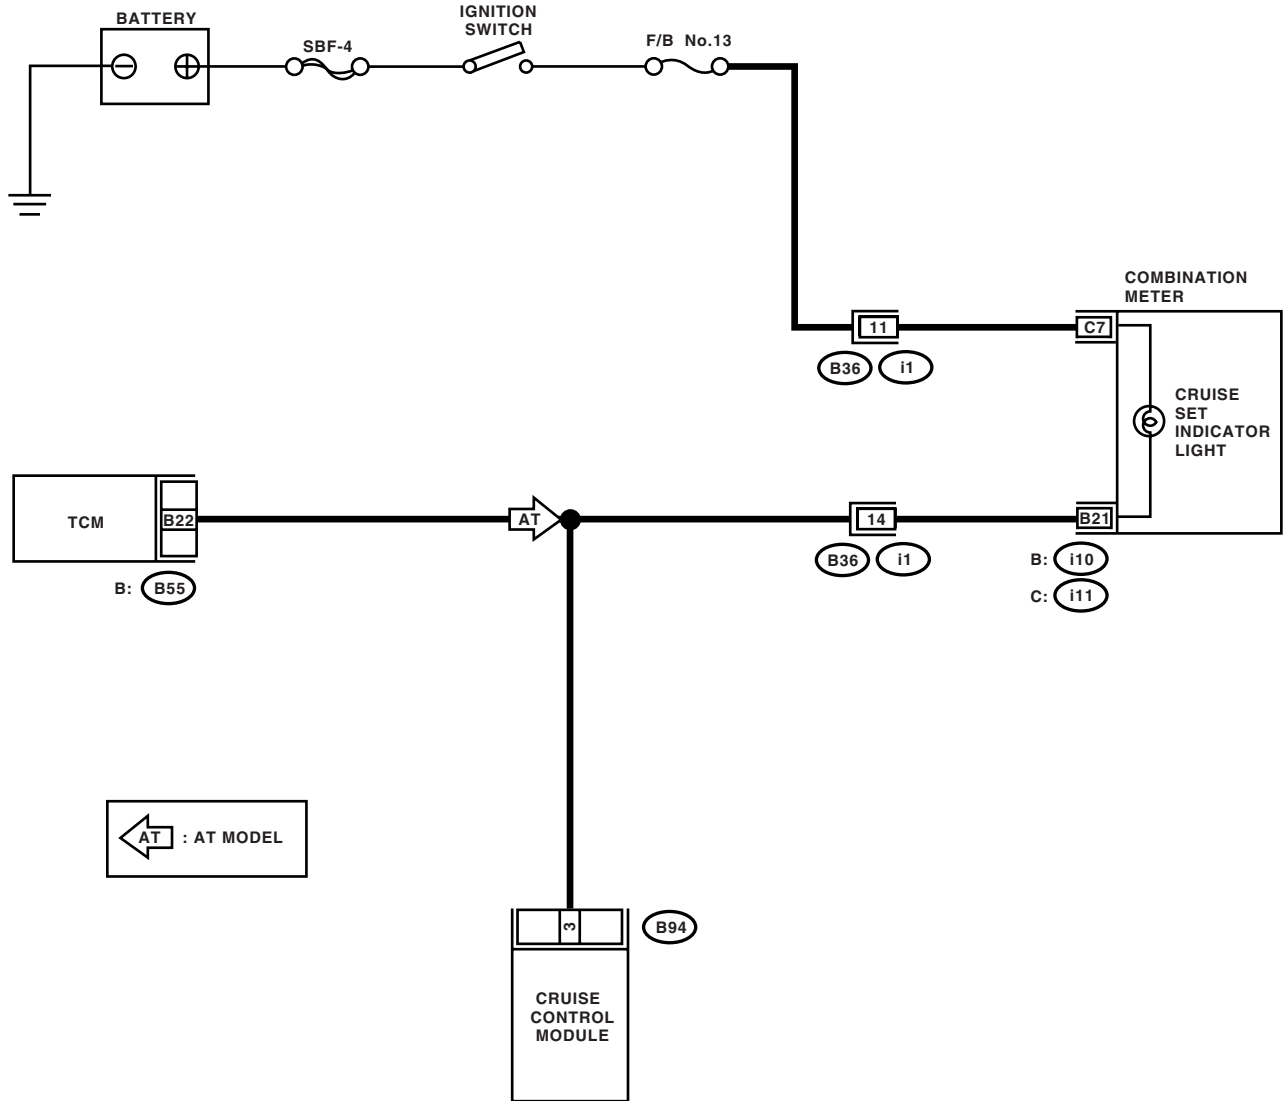 BATTERY
SBF-4
IGNITION
SWITCH
F/B No.13
COMBINATION
METER
11
C7
B36
i1
CRUISE
SET
INDICATOR
LIGHT
TCM
B22
AT
14
B21
B: B55
B36
i1
B: i10
C: i11
AT : AT MODEL
3
B94
CRUISE
CONTROL
MODULE